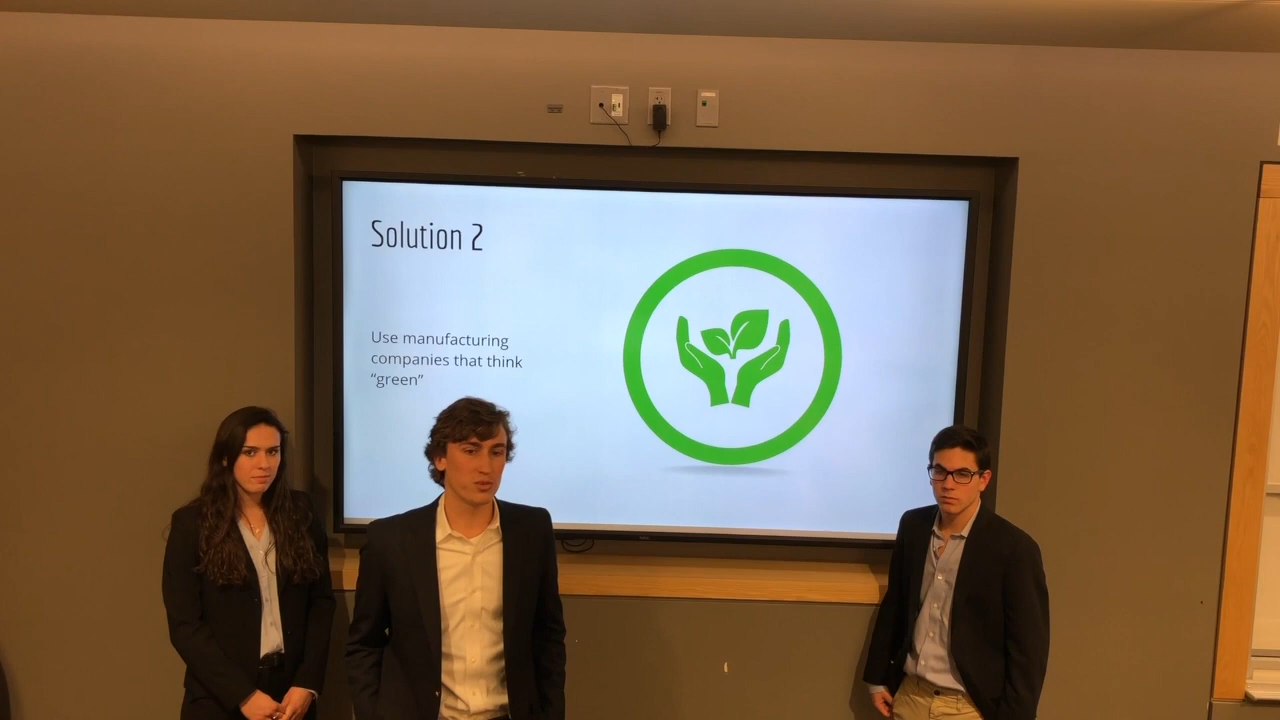 Solution 2
Use manufacturing
companies that think
“green”